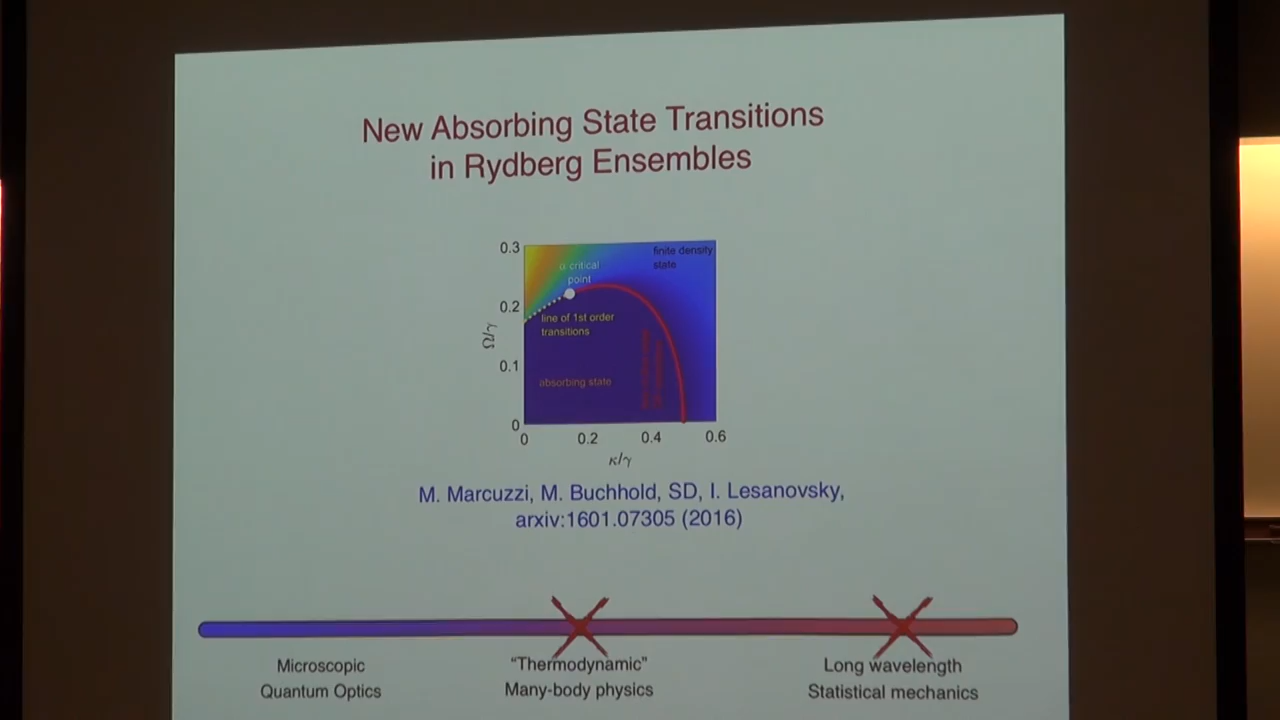 New Absorbing State Transitions
in Rydberg Ensembles
0.3
0.2
0.1
0
Ω/γ
finite density
state
critical
point
line of 1st order
transitions
absorbing state
0
0.2
0.4
0.6
κ/γ
M. Marcuzzi, M. Buchhold, SD, I. Lesanovsky,
arxiv:1601.07305 (2016)
Microscopic
Quantum Optics
“Thermodynamic”
Many-body physics
Long wavelength
Statistical mechanics